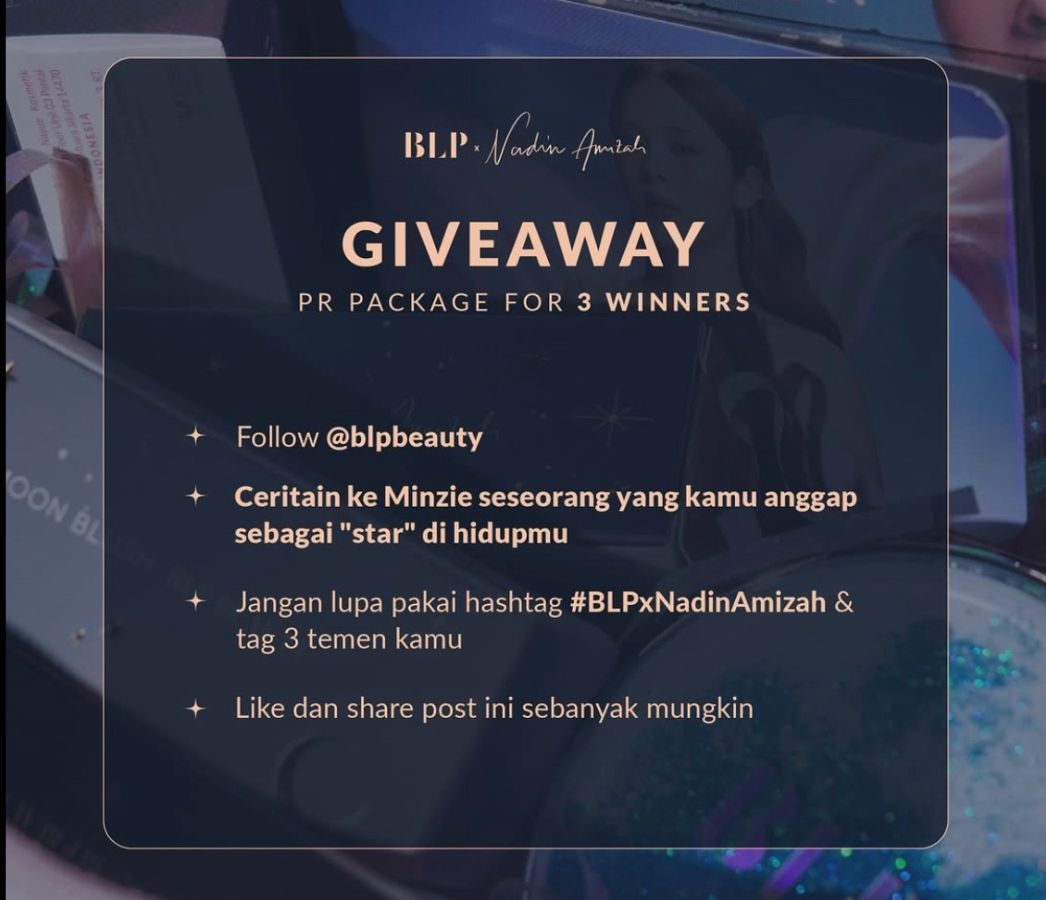 BLP x Nadin Amizah
GIVEAWAY
PR PACKAGE FOR 3 WINNERS
Follow @blpbeauty
Ceritain ke Minzie seseorang yang kamu anggap
sebagai "star" di hidupmu
Jangan lupa pakai hashtag #BLPxNadinAmizah &
tag 3 temen kamu
Like dan share post ini sebanyak mungkin
INDONESIA